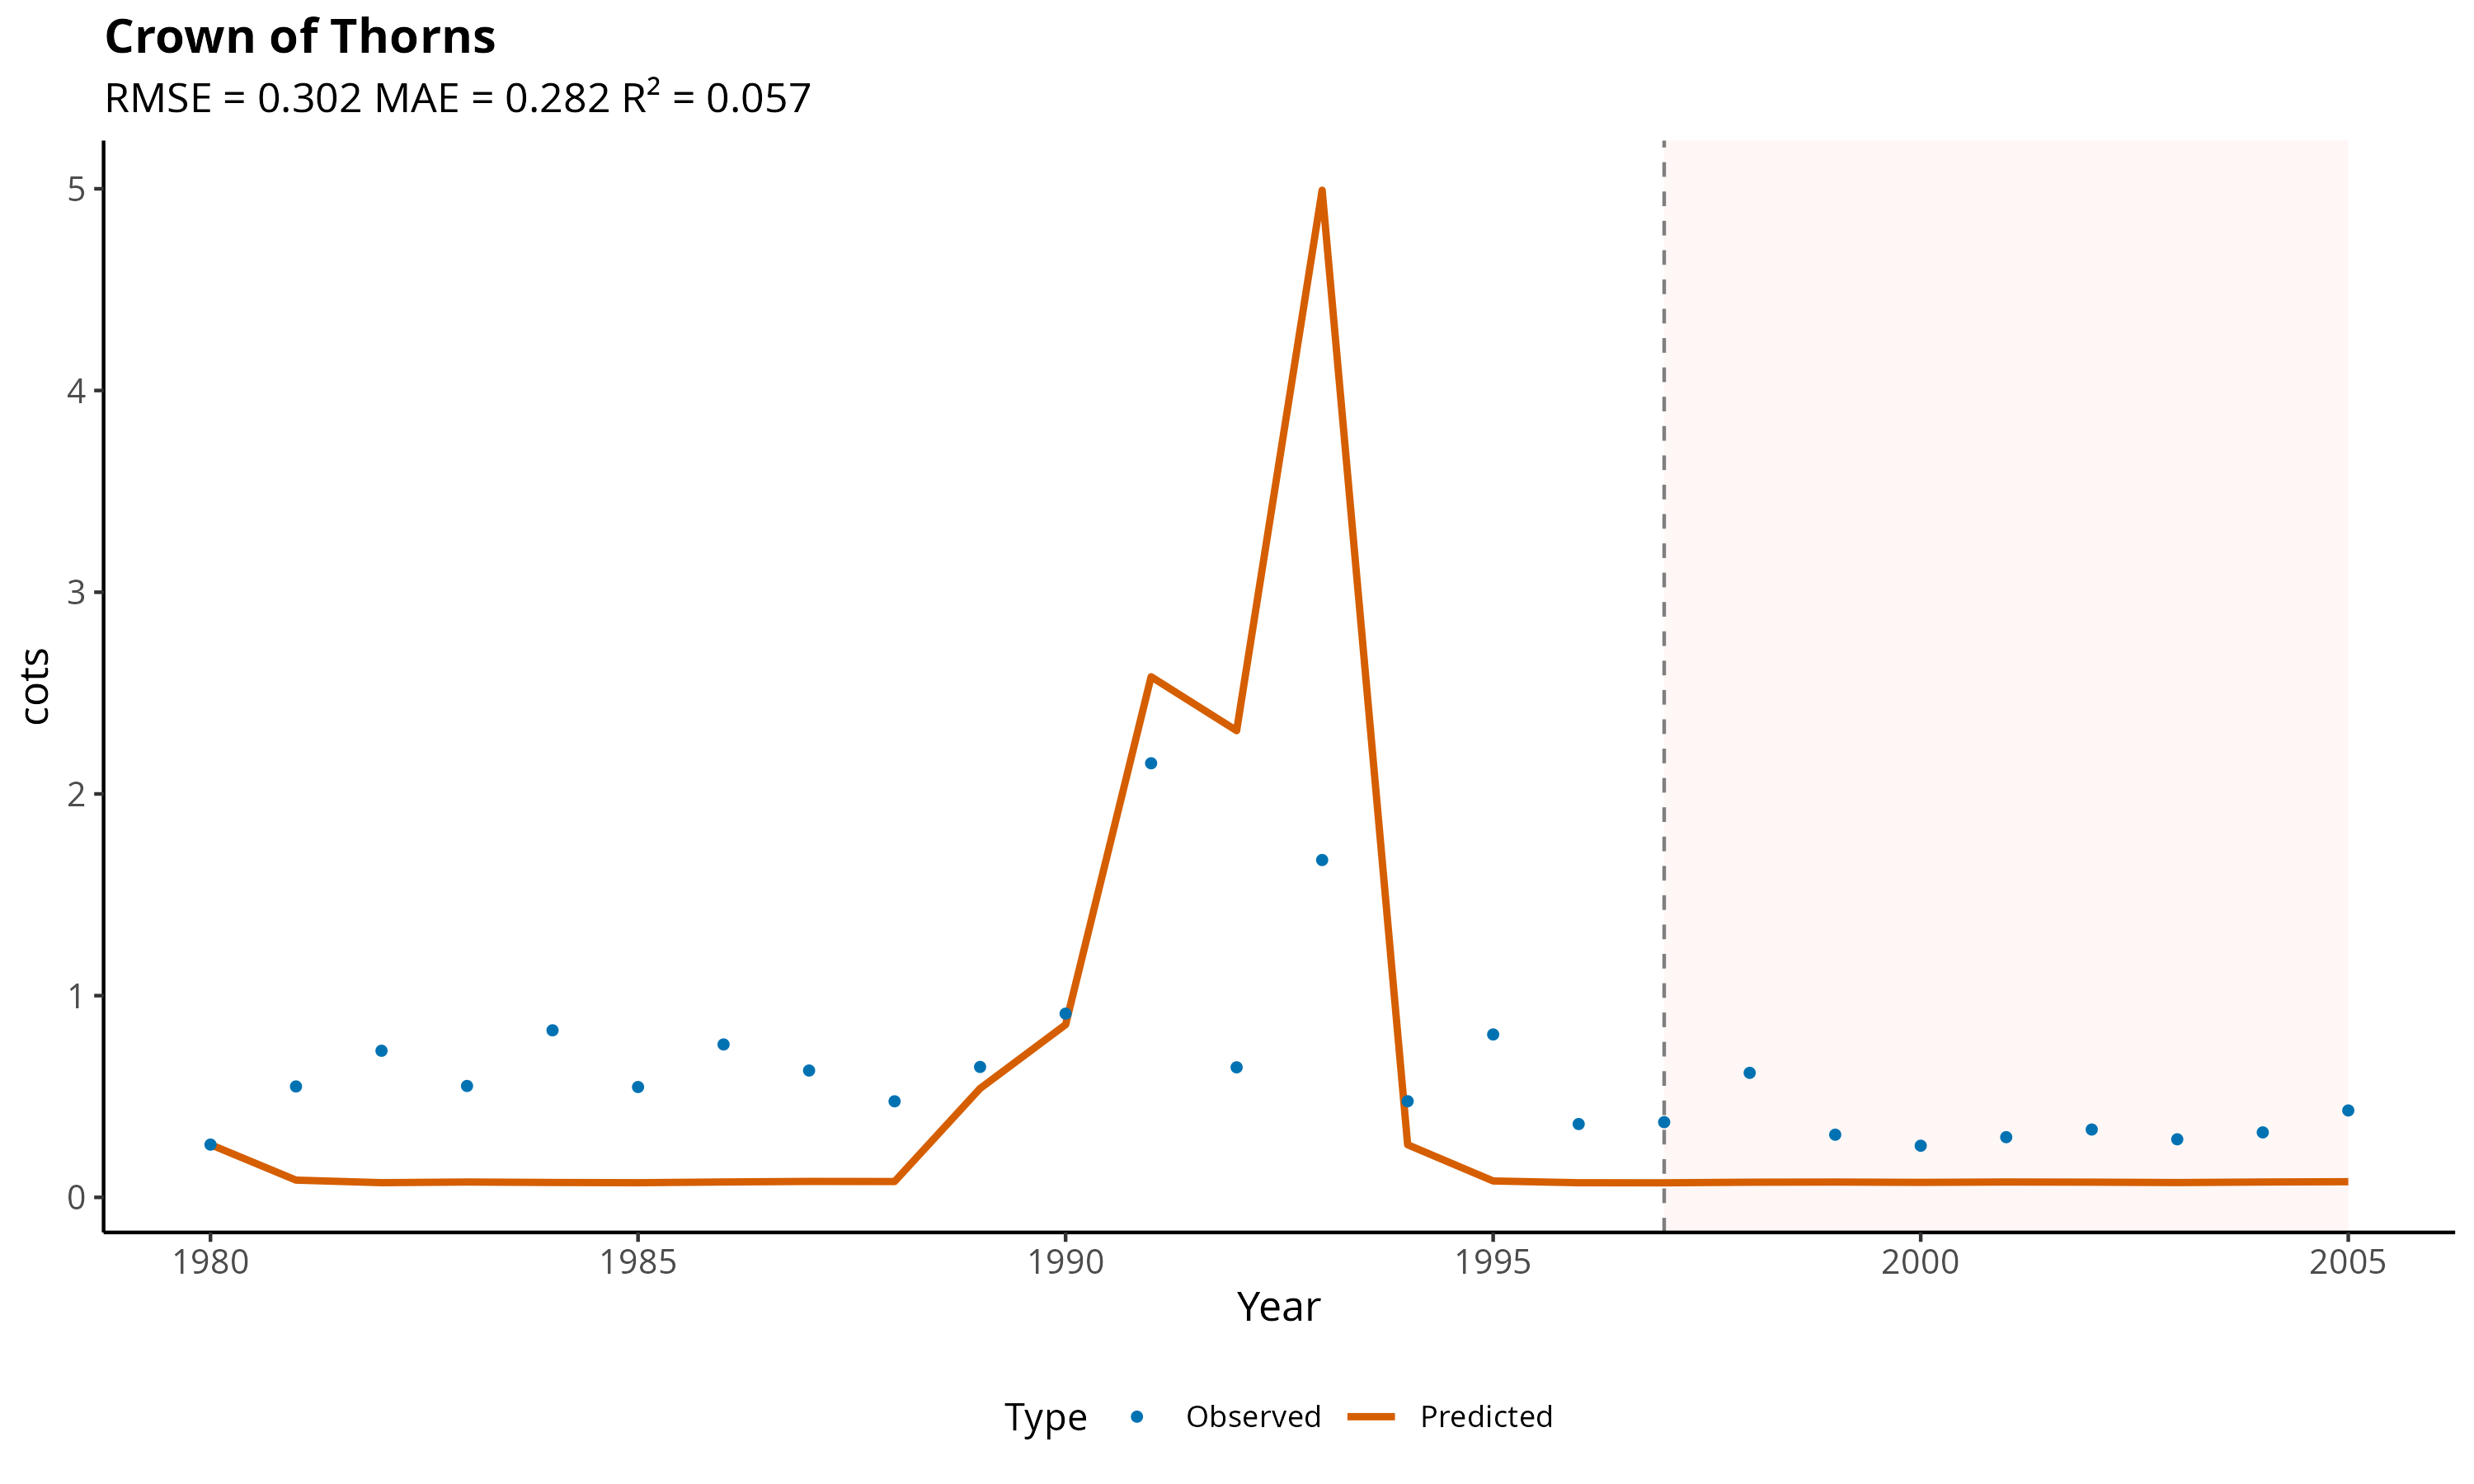 Crown of Thorns
RMSE = 0.302 MAE = 0.282 R² = 0.057
cots
5
4
3
2
1
0
1980 1985 1990 1995 2000 2005
Year
Type Observed Predicted